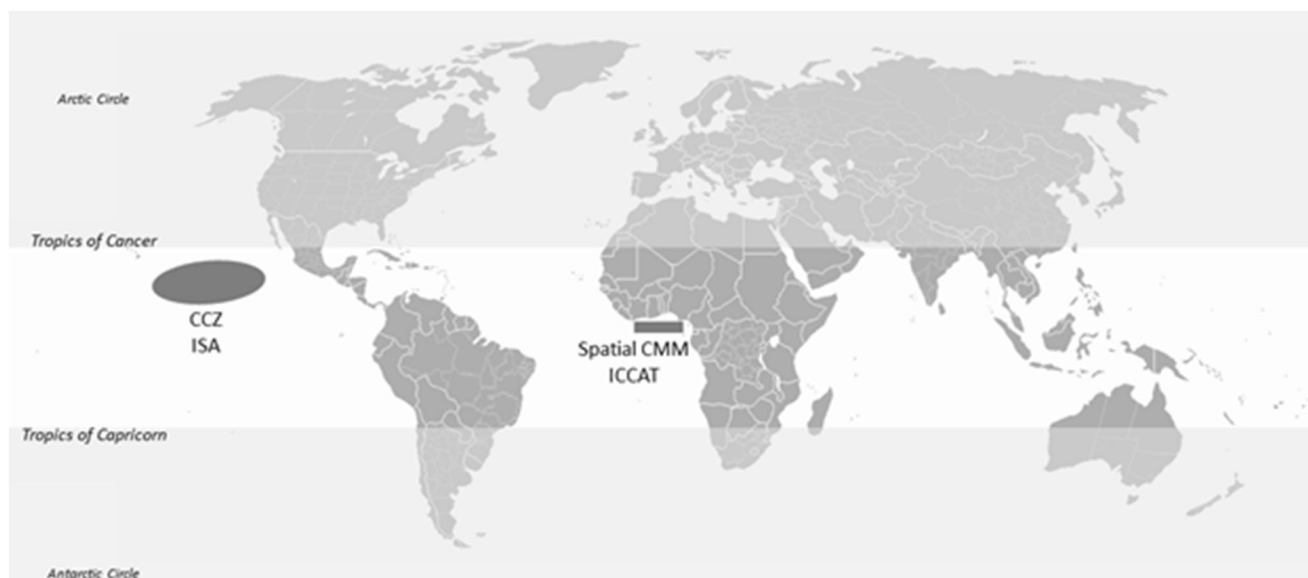 Arctic Circle
Tropics of Cancer
CCZ
ISA
Spatial CMM
ICCAT
Tropics of Capricorn
Antarctic Circle